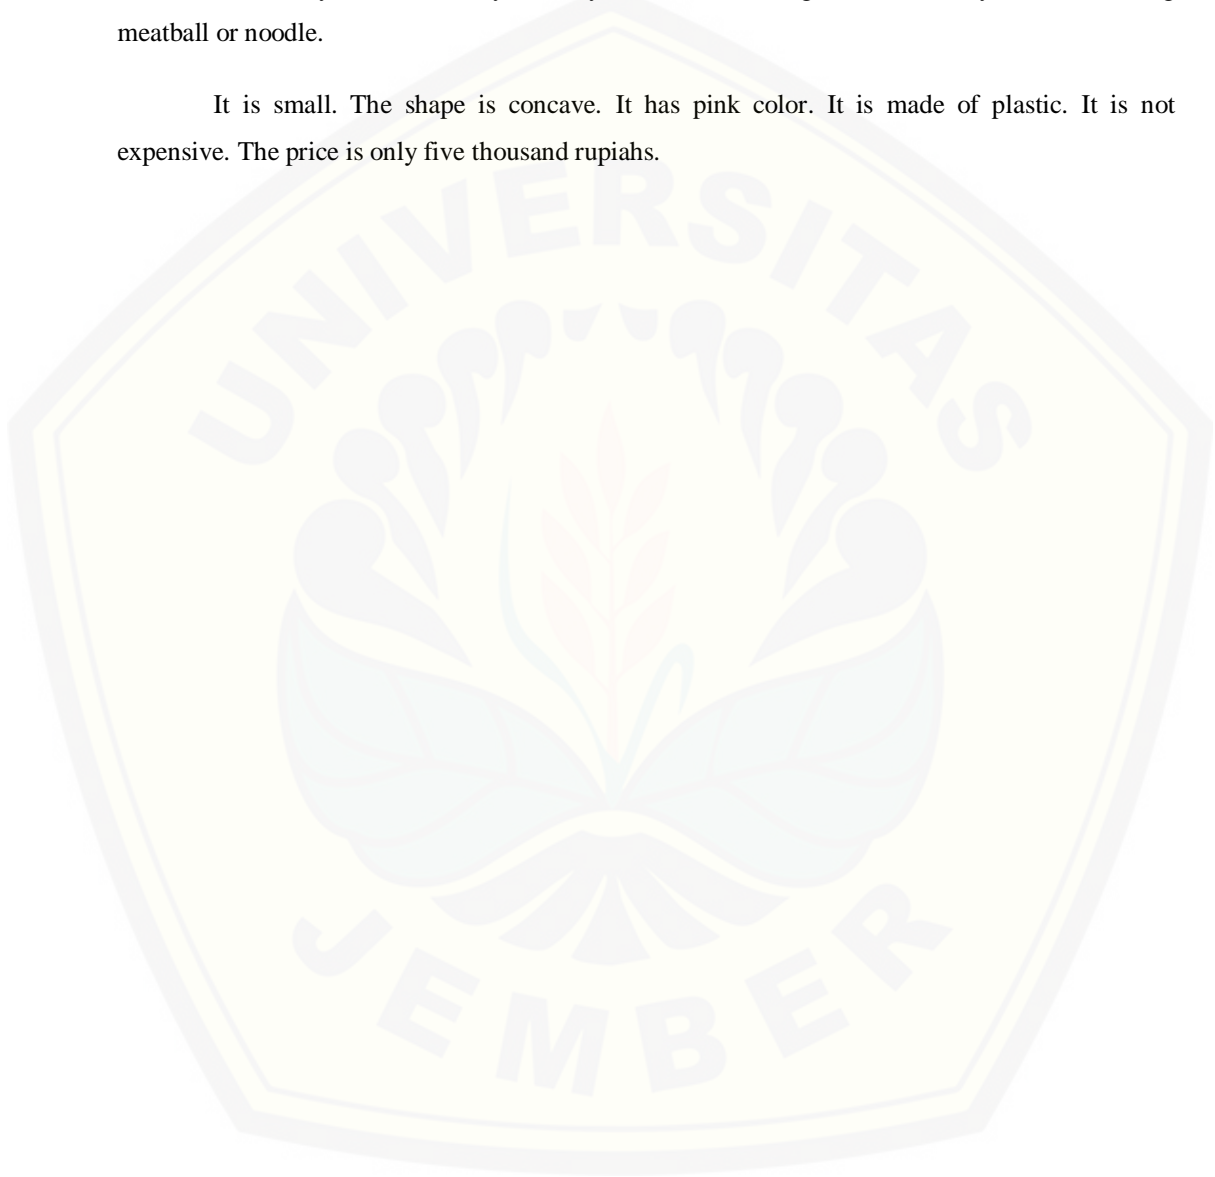 meatball or noodle.
It is small. The shape is concave. It has pink color. It is made of plastic. It is not
expensive. The price is only five thousand rupiahs.
UNIVERSITAS
JEMBER